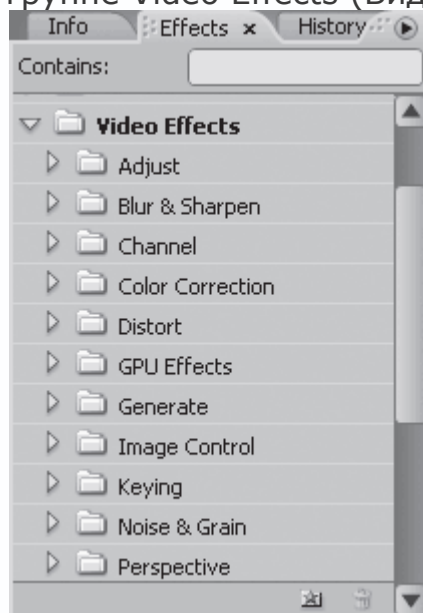 группе Video Effects (Вид
Info Effects x History
Contains:
Video Effects
Adjust
Blur & Sharpen
Channel
Color Correction
Distort
GPU Effects
Generate
Image Control
Keying
Noise & Grain
Perspective